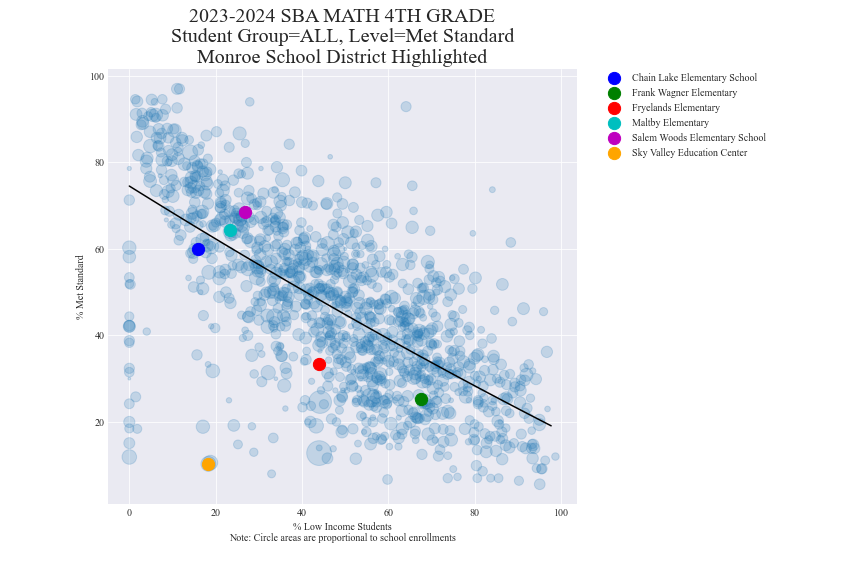 2023-2024 SBA MATH 4TH GRADE
Student Group=ALL, Level=Met Standard
Monroe School District Highlighted
100
80
60
40
20
% Met Standard
0 20 40 60 80 100
% Low Income Students
Note: Circle areas are proportional to school enrollments
Chain Lake Elementary School
Frank Wagner Elementary
Fryelands Elementary
Maltby Elementary
Salem Woods Elementary School
Sky Valley Education Center